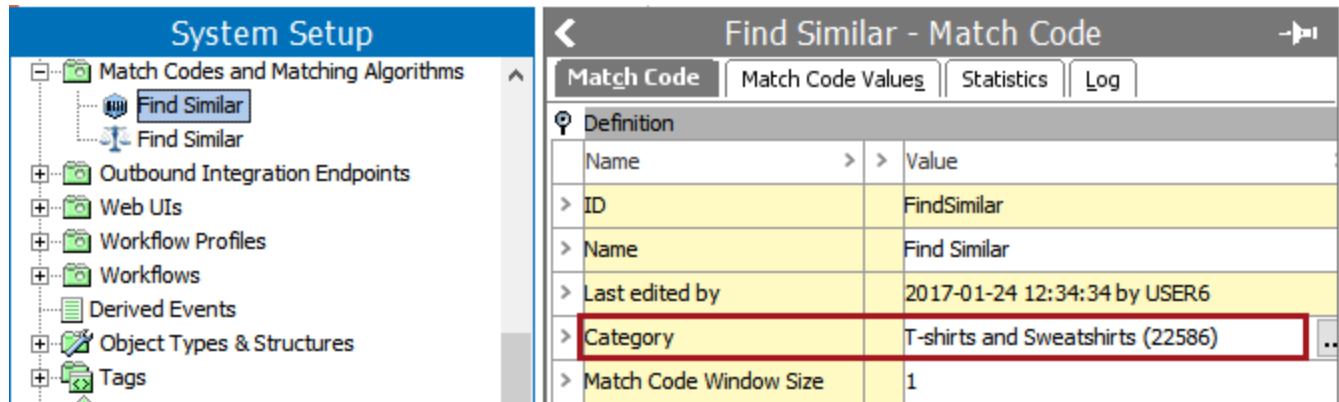 System Setup
Match Codes and Matching Algorithms
Find Similar
Find Similar
Outbound Integration Endpoints
Web UIs
Workflow Profiles
Workflows
Derived Events
Object Types & Structures
Tags
Find Similar - Match Code
Match Code Match Code Values Statistics Log
Definition
Name > > Value
> ID FindSimilar
> Name Find Similar
> Last edited by 2017-01-24 12:34:34 by USER6
> Category T-shirts and Sweatshirts (22586) ...
> Match Code Window Size 1